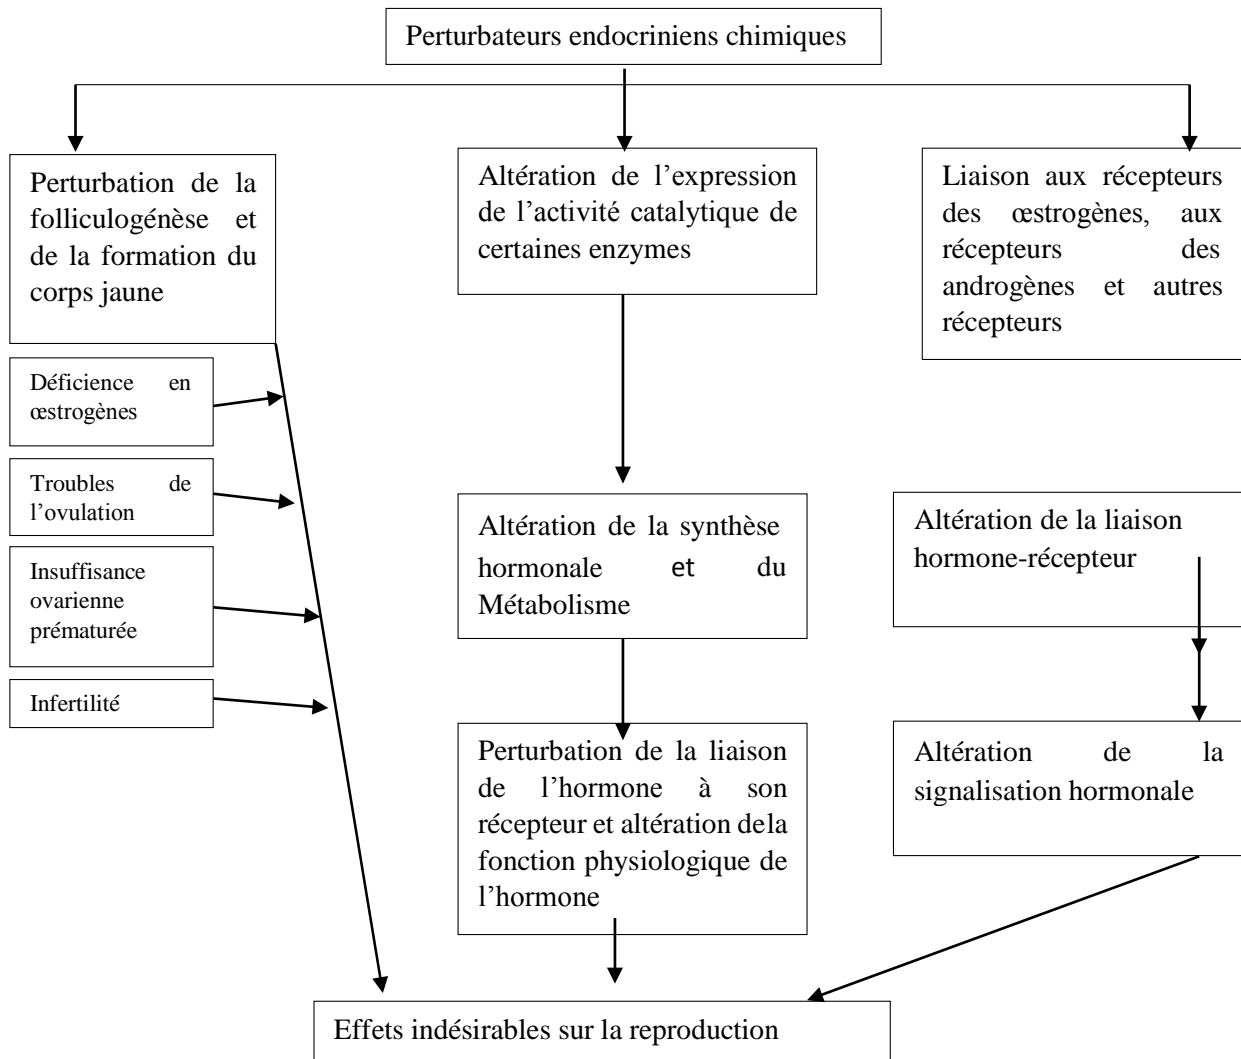 Perturbateurs endocriniens chimiques
Perturbation de la
folliculogénèse et
de la formation du
corps jaune
Altération de l’expression
de l’activité catalytique de
certaines enzymes
Liaison aux récepteurs
des œstrogènes, aux
récepteurs des
androgènes et autres
récepteurs
Déficience en
œstrogènes
Troubles de
l’ovulation
Insuffisance
ovarienne
prématurée
Infertilité
Altération de la synthèse
hormonale et du
Métabolisme
Altération de la liaison
hormone-récepteur
Perturbation de la liaison
de l’hormone à son
récepteur et altération dela
fonction physiologique de
l’hormone
Altération de la
signalisation hormonale
Effets indésirables sur la reproduction